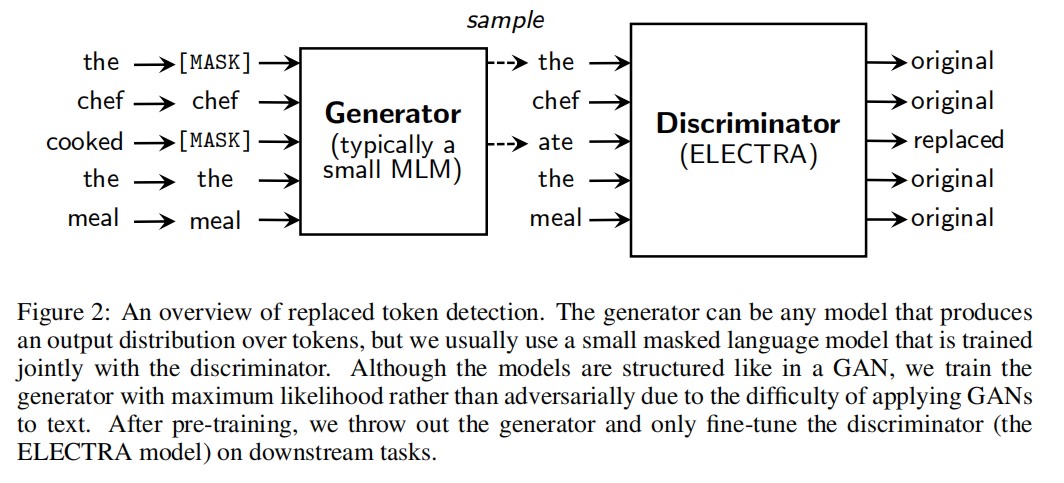 sample
the [MASK] the original
chef chef chef original
cooked [MASK] ate replaced
the the the original
meal meal meal original
Generator
(typically a
small MLM)
Discriminator
(ELECTRA)
Figure 2: An overview of replaced token detection. The generator can be any model that produces
an output distribution over tokens, but we usually use a small masked language model that is trained
jointly with the discriminator. Although the models are structured like in a GAN, we train the
generator with maximum likelihood rather than adversarially due to the difficulty of applying GANs
to text. After pre-training, we throw out the generator and only fine-tune the discriminator (the
ELECTRA model) on downstream tasks.